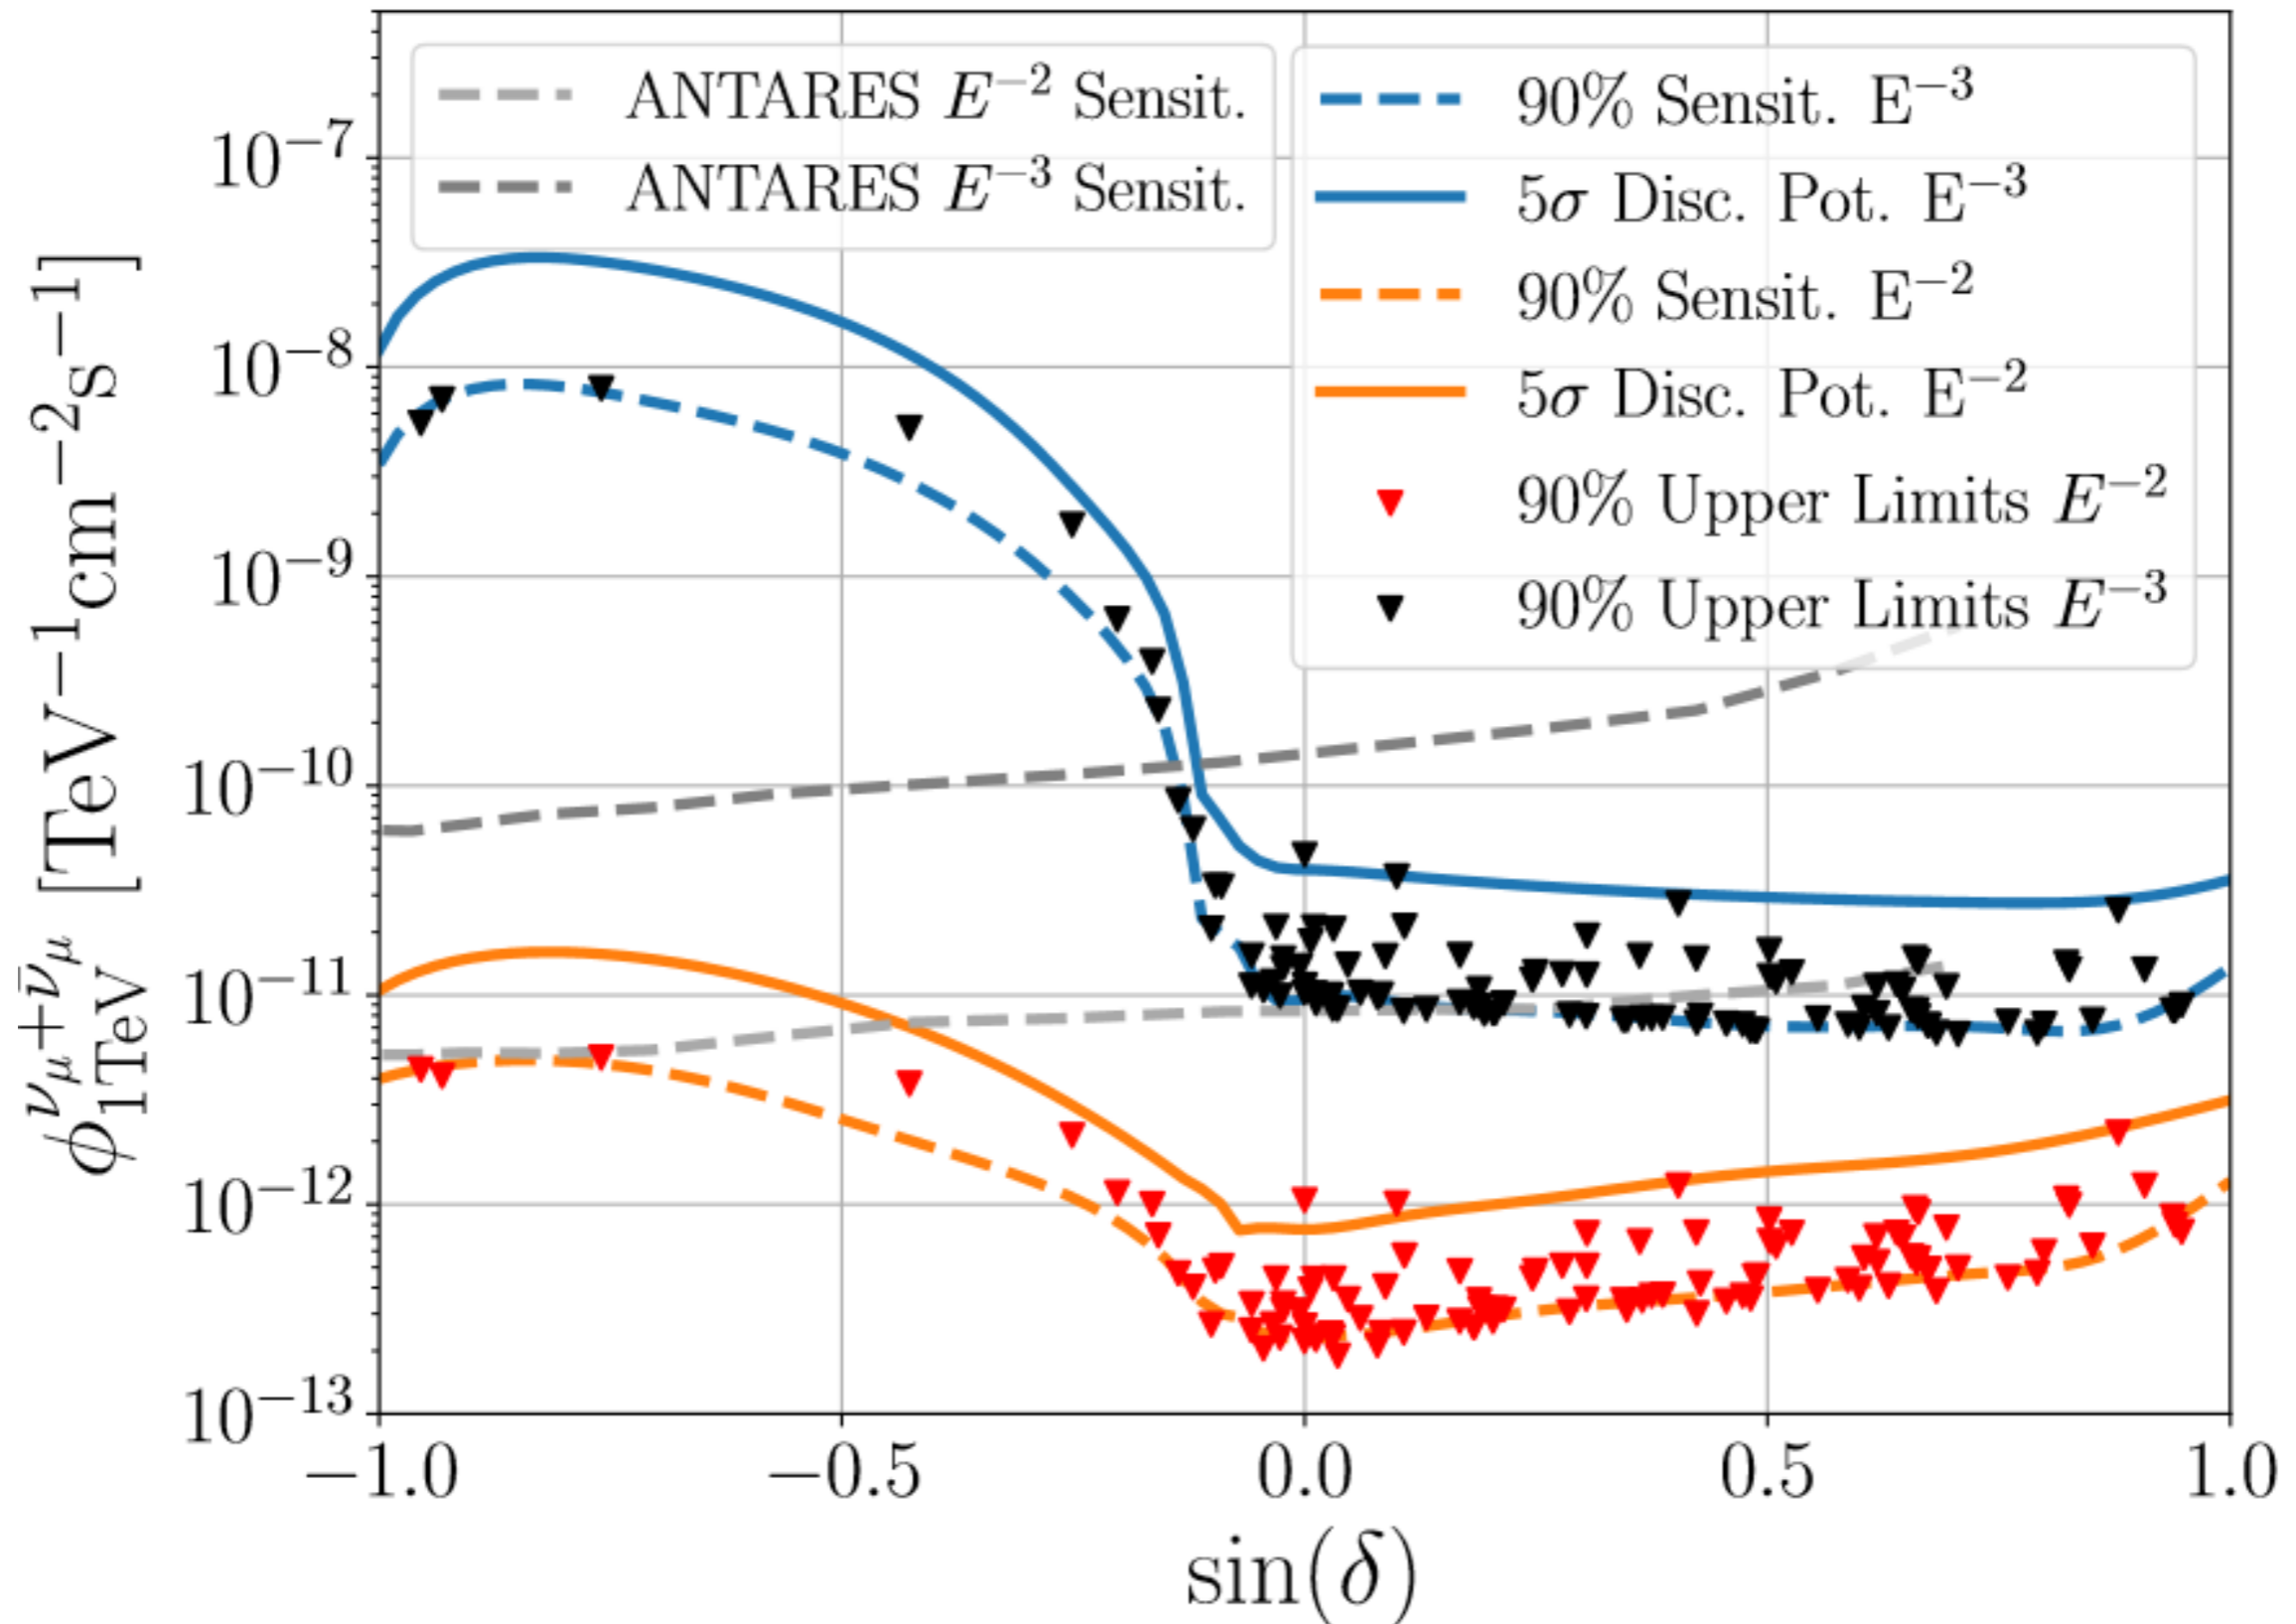 ANTARES E⁻² Sensit.
ANTARES E⁻³ Sensit.
90% Sensit. E⁻³
5σ Disc. Pot. E⁻³
90% Sensit. E⁻²
5σ Disc. Pot. E⁻²
90% Upper Limits E⁻²
90% Upper Limits E⁻³
ϕ_{1TeV}^{ν_μ+ν̄_μ} [TeV⁻¹cm⁻²s⁻¹]
10⁻⁷
10⁻⁸
10⁻⁹
10⁻¹⁰
10⁻¹¹
10⁻¹²
10⁻¹³
−1.0 −0.5 0.0 0.5 1.0
sin(δ)